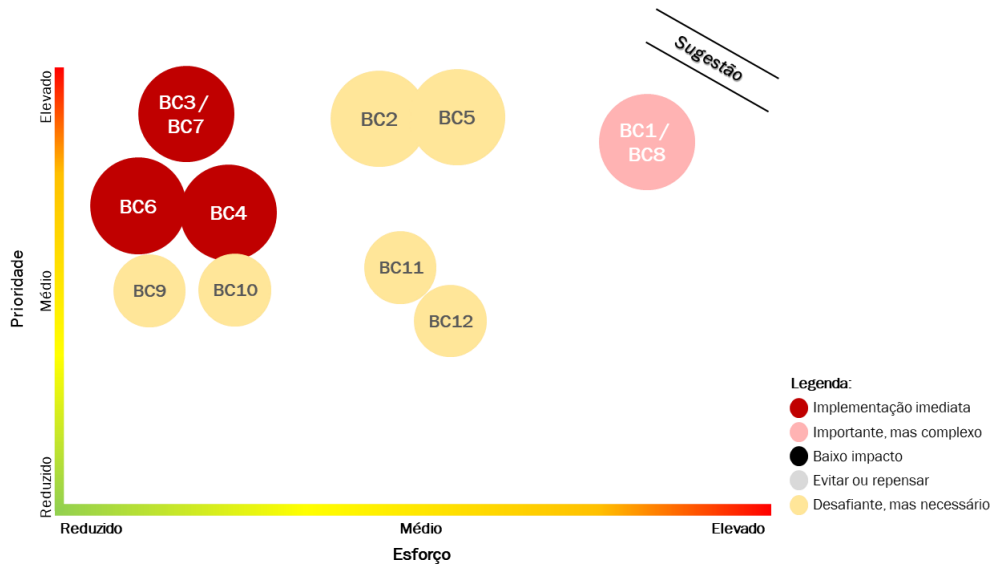 Sugestão
Elevado
BC3 /
BC7
BC2
BC5
BC1 /
BC8
BC6
BC4
Prioridade
Médio
BC9
BC10
BC11
BC12
Legenda:
Implementação imediata
Importante, mas complexo
Baixo impacto
Evitar ou repensar
Desafiante, mas necessário
Reduzido
Reduzido
Médio
Elevado
Esforço